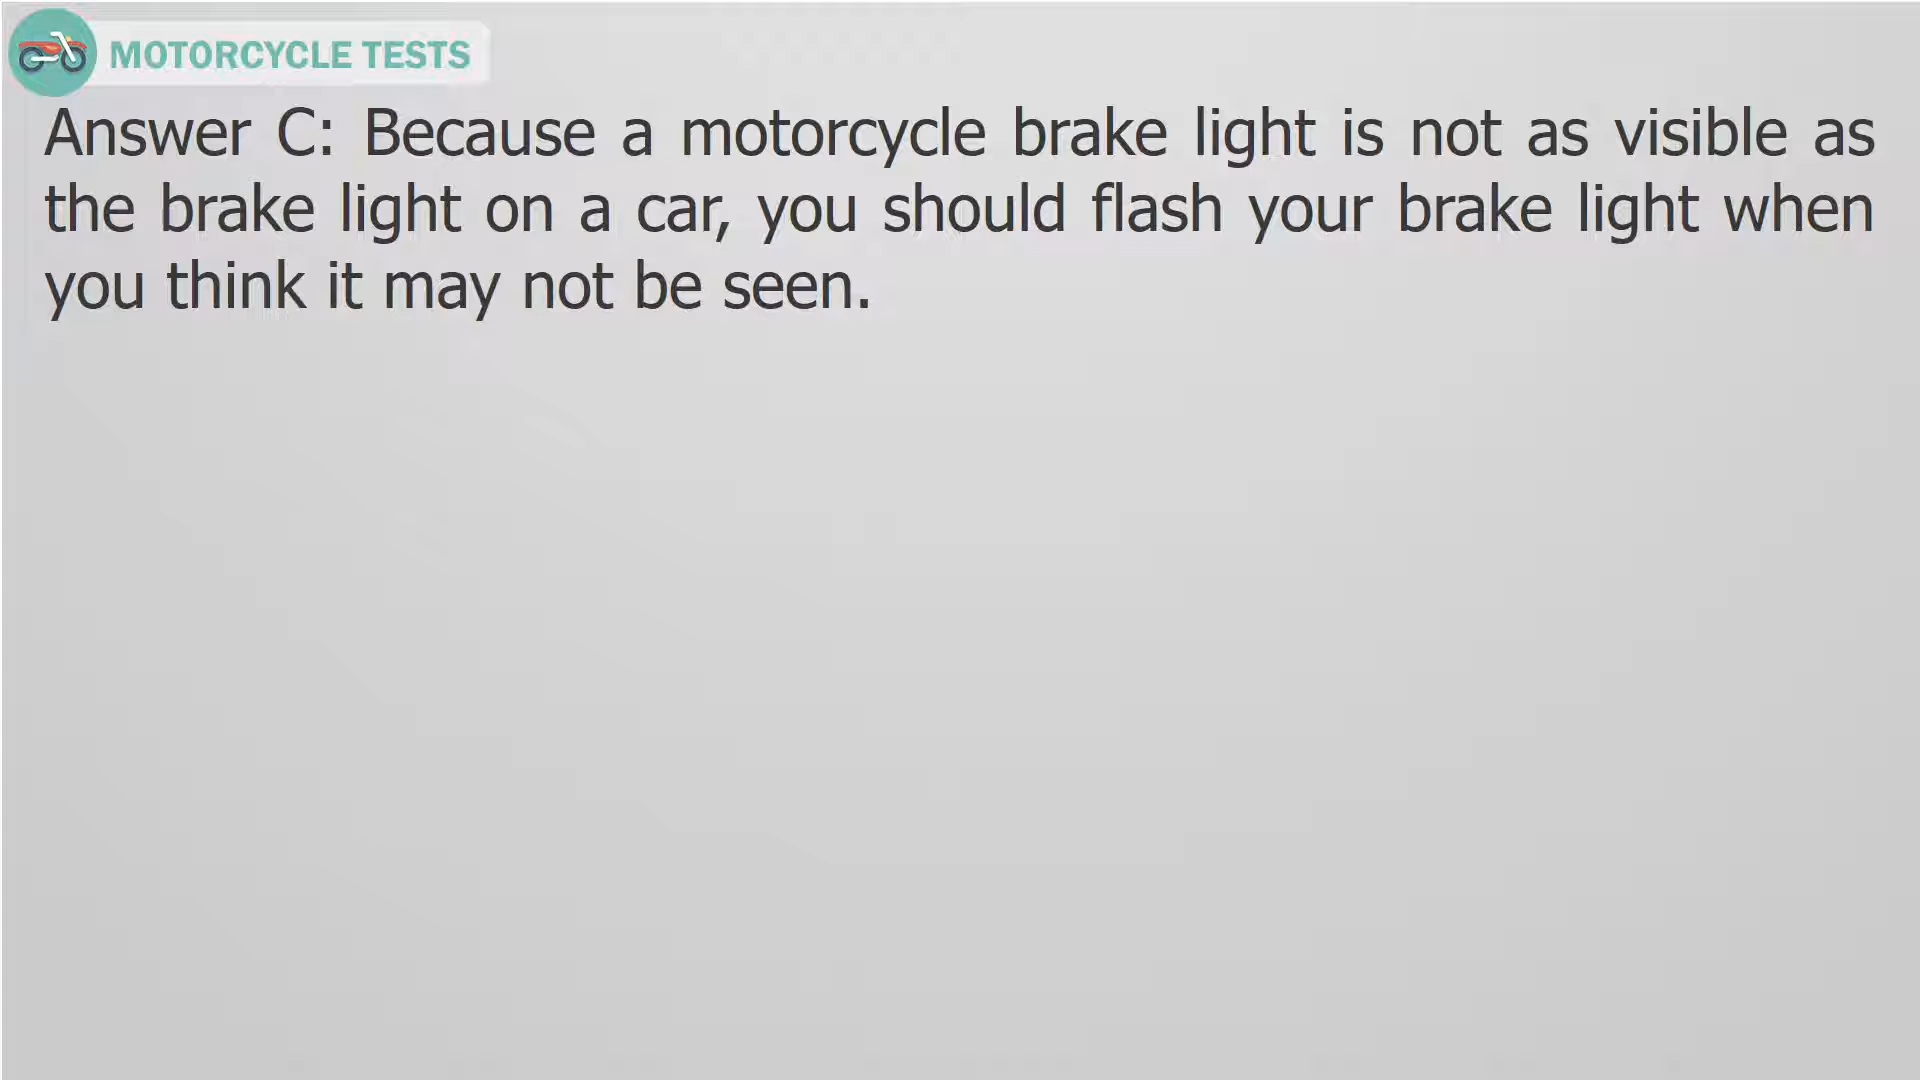 MOTORCYCLE TESTS
Answer C: Because a motorcycle brake light is not as visible as
the brake light on a car, you should flash your brake light when
you think it may not be seen.